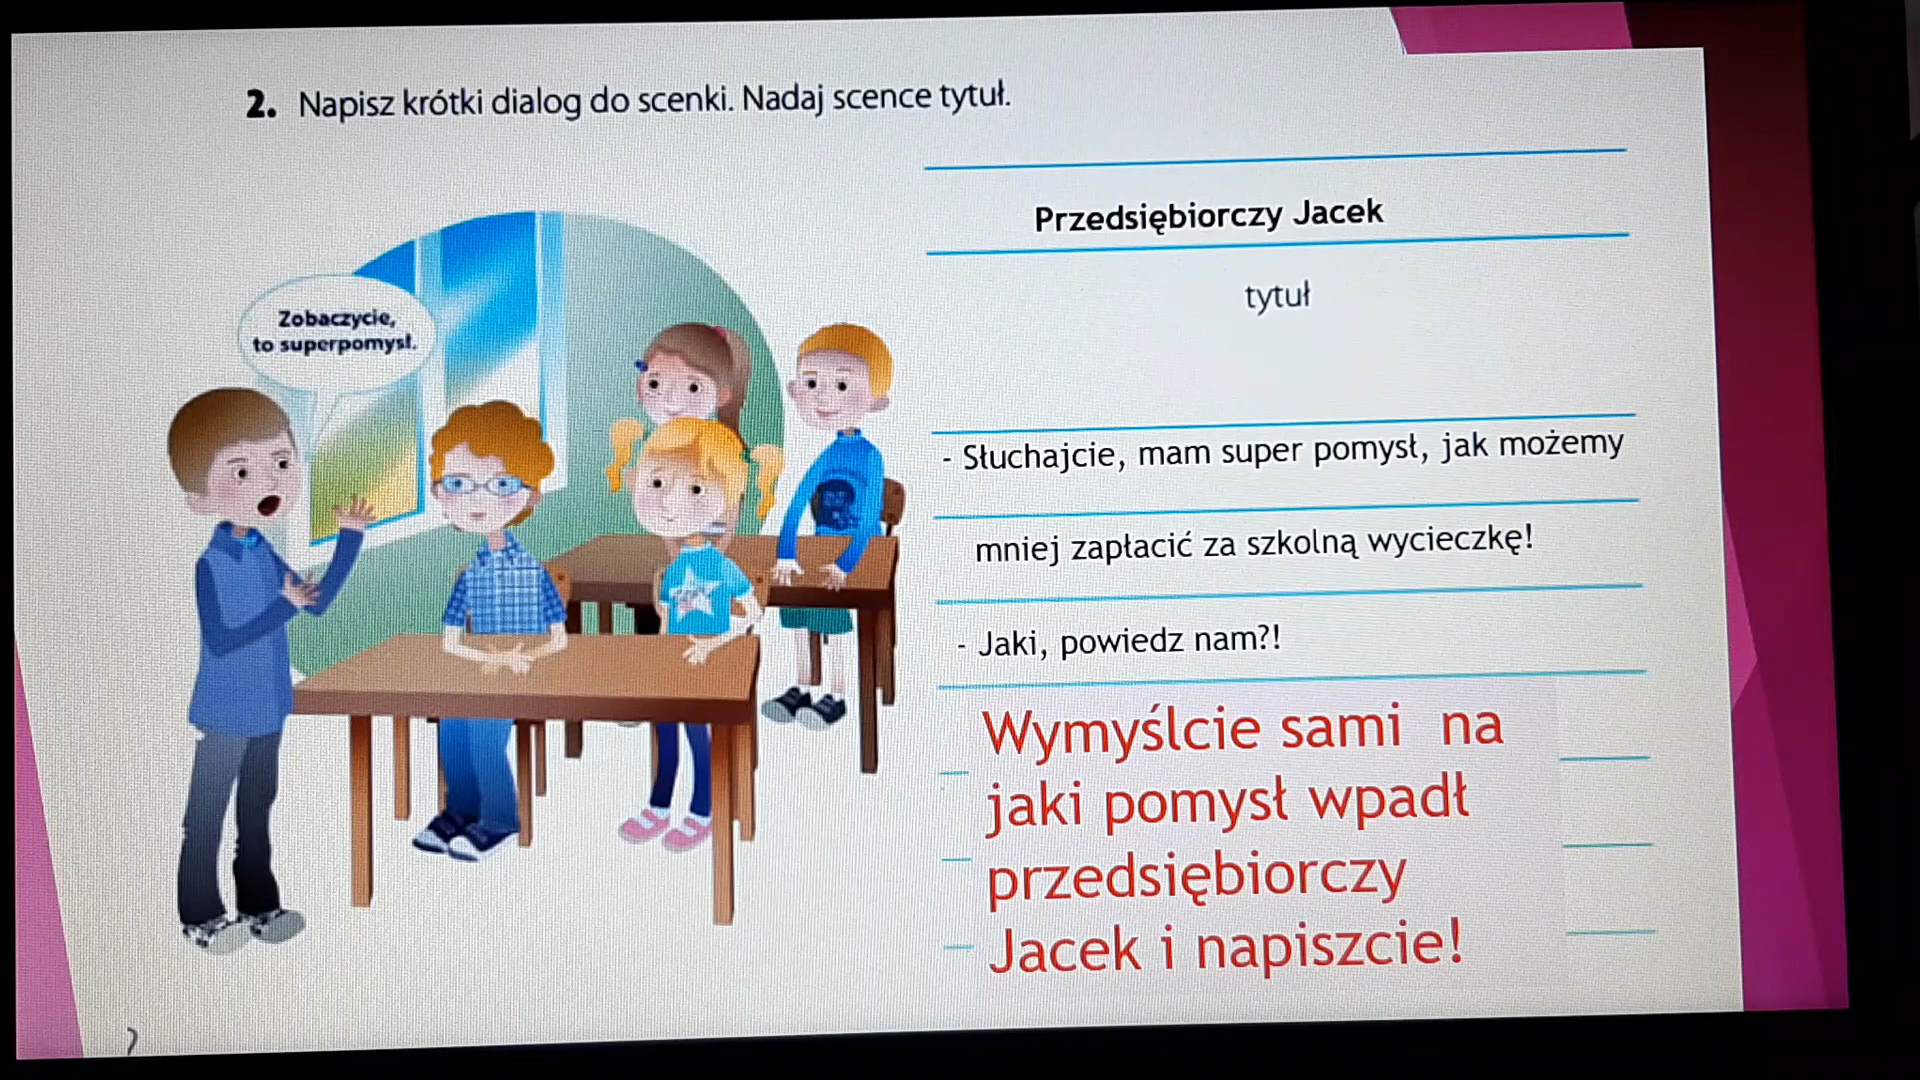 2. Napisz krótki dialog do scenki. Nadaj scence tytuł.
Przedsiębiorczy Jacek
tytuł
Zobaczycie,
to superpomysł.
- Słuchajcie, mam super pomysł, jak możemy
mniej zapłacić za szkolną wycieczkę!
- Jaki, powiedz nam?!
Wymyślcie sami na
jaki pomysł wpadł
przedsiębiorczy
Jacek i napiszcie!